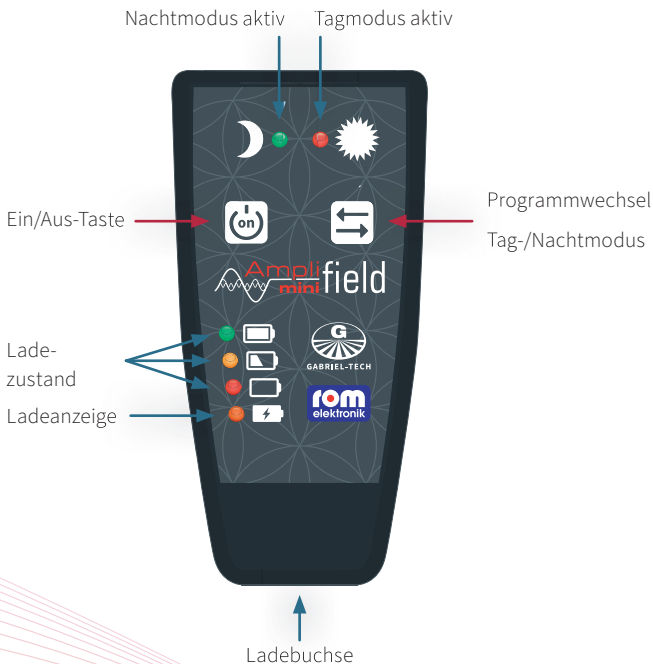 Nachtmodus aktiv
Tagmodus aktiv
Ein/Aus-Taste
on
Programmwechsel
Tag-/Nachtmodus
Ampli
mini
field
Lade-
zustand
Ladeanzeige
G
GABRIEL-TECH
rom
elektronik
Ladebuchse